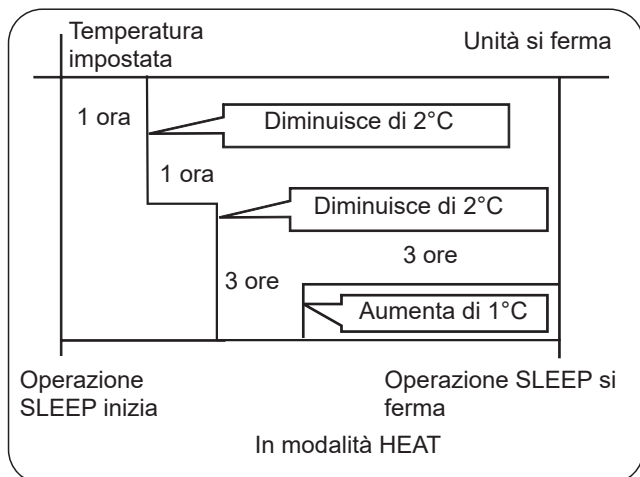 Temperatura
impostata
Unità si ferma
1 ora
Diminuisce di 2°C
1 ora
Diminuisce di 2°C
3 ore
3 ore
Aumenta di 1°C
Operazione
SLEEP inizia
Operazione SLEEP si
ferma
In modalità HEAT